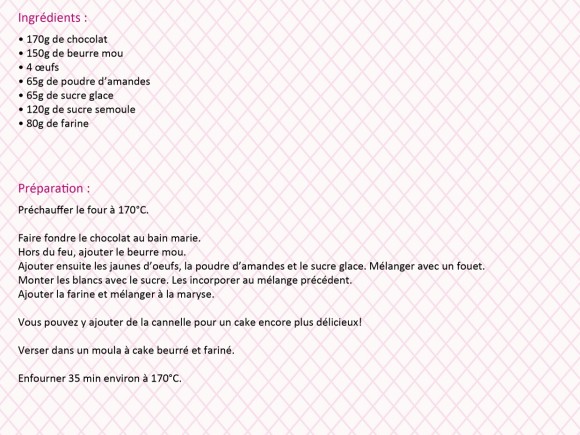 Ingrédients :
• 170g de chocolat
• 150g de beurre mou
• 4 œufs
• 65g de poudre d’amandes
• 65g de sucre glace
• 120g de sucre semoule
• 80g de farine
Préparation :
Préchauffer le four à 170°C.
Faire fondre le chocolat au bain marie.
Hors du feu, ajouter le beurre mou.
Ajouter ensuite les jaunes d’oeufs, la poudre d’amandes et le sucre glace. Mélanger avec un fouet.
Monter les blancs avec le sucre. Les incorporer au mélange précédent.
Ajouter la farine et mélanger à la maryse.
Vous pouvez y ajouter de la cannelle pour un cake encore plus délicieux!
Verser dans un moula à cake beurré et fariné.
Enfourner 35 min environ à 170°C.